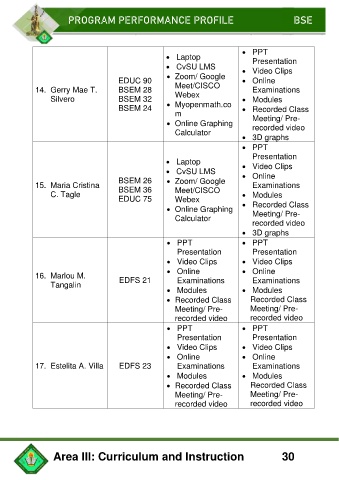 PROGRAM PERFORMANCE PROFILE BSE
14. Gerry Mae T.
Silvero
EDUC 90
BSEM 28
BSEM 32
BSEM 24
• Laptop
• CvSU LMS
• Zoom/ Google
Meet/CISCO
Webex
• Myopenmath.co
m
• Online Graphing
Calculator
• PPT
Presentation
• Video Clips
• Online
Examinations
• Modules
• Recorded Class
Meeting/ Pre-
recorded video
• 3D graphs
15. Maria Cristina
C. Tagle
BSEM 26
BSEM 36
EDUC 75
• Laptop
• CvSU LMS
• Zoom/ Google
Meet/CISCO
Webex
• Online Graphing
Calculator
• PPT
Presentation
• Video Clips
• Online
Examinations
• Modules
• Recorded Class
Meeting/ Pre-
recorded video
• 3D graphs
16. Marlou M.
Tangalin
EDFS 21
• PPT
Presentation
• Video Clips
• Online
Examinations
• Modules
• Recorded Class
Meeting/ Pre-
recorded video
• PPT
Presentation
• Video Clips
• Online
Examinations
• Modules
Recorded Class
Meeting/ Pre-
recorded video
17. Estelita A. Villa
EDFS 23
• PPT
Presentation
• Video Clips
• Online
Examinations
• Modules
• Recorded Class
Meeting/ Pre-
recorded video
• PPT
Presentation
• Video Clips
• Online
Examinations
• Modules
Recorded Class
Meeting/ Pre-
recorded video
Area III: Curriculum and Instruction 30